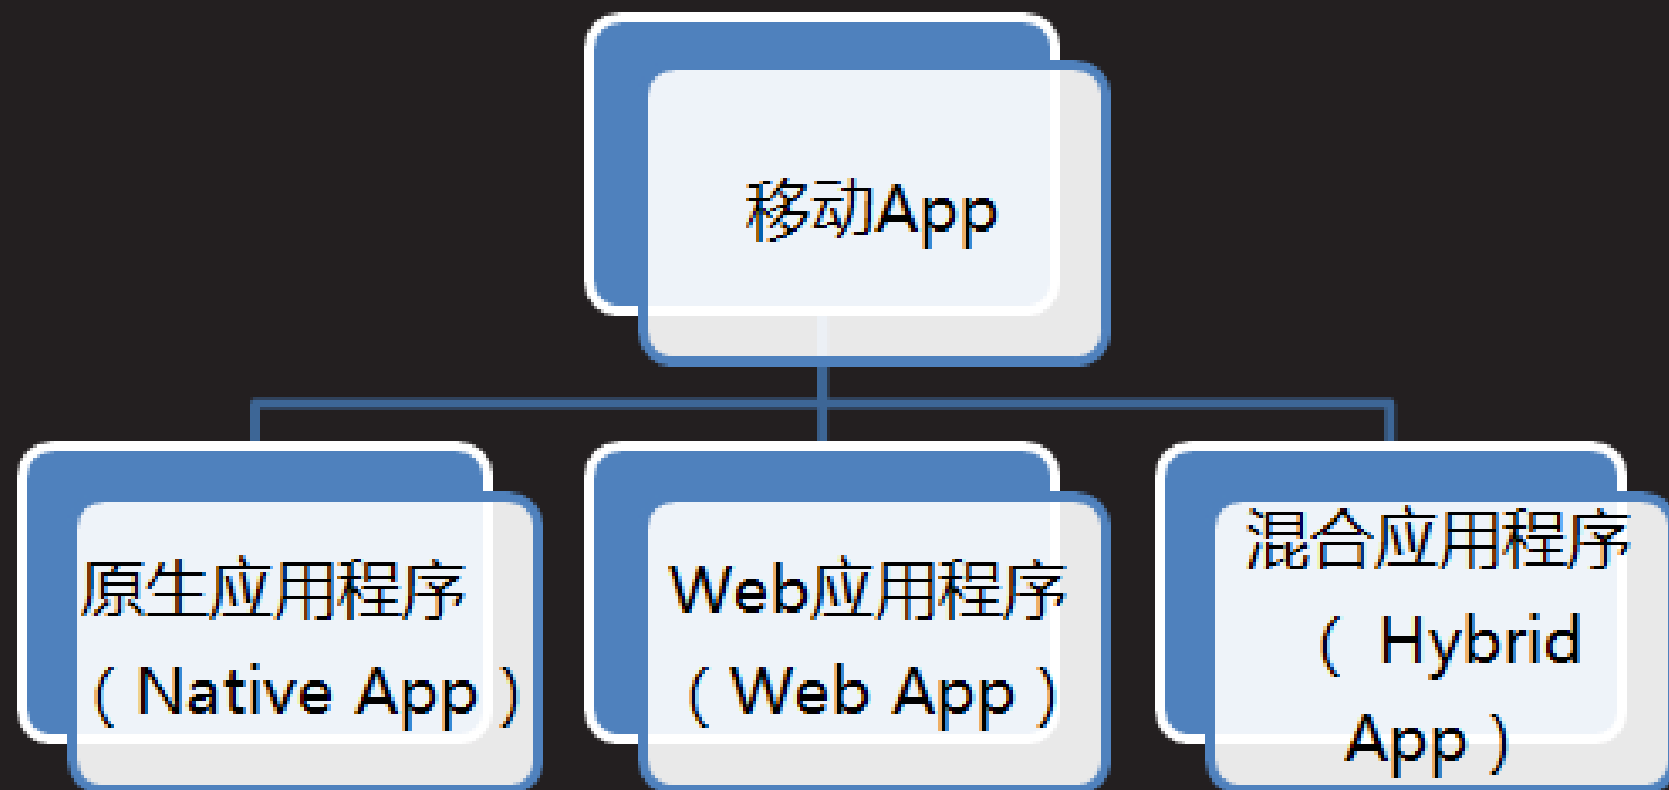 移动App
原生应用程序
（Native App）
Web应用程序
（Web App）
混合应用程序
（ Hybrid
App）